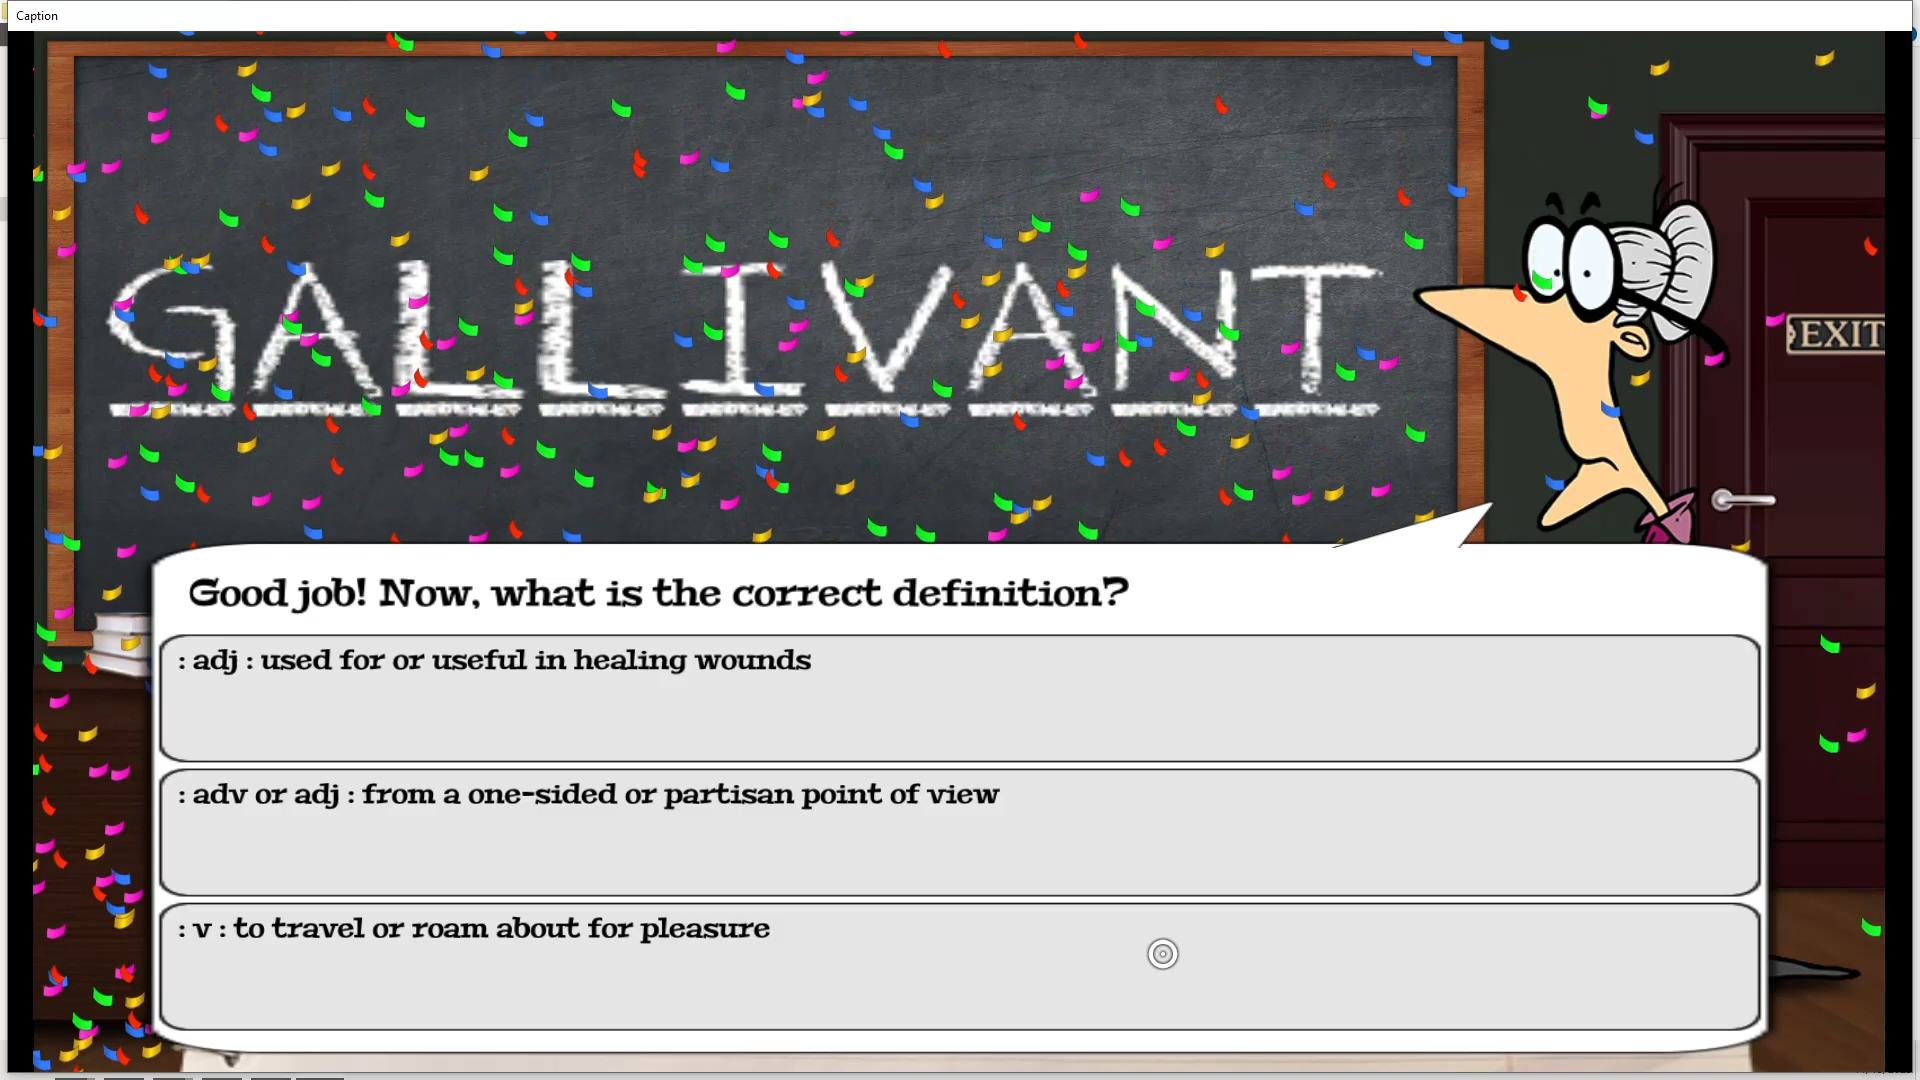 Caption
GALLIVANT
EXIT
Good job! Now, what is the correct definition?
: adj : used for or useful in healing wounds
: adv or adj : from a one-sided or partisan point of view
: v : to travel or roam about for pleasure